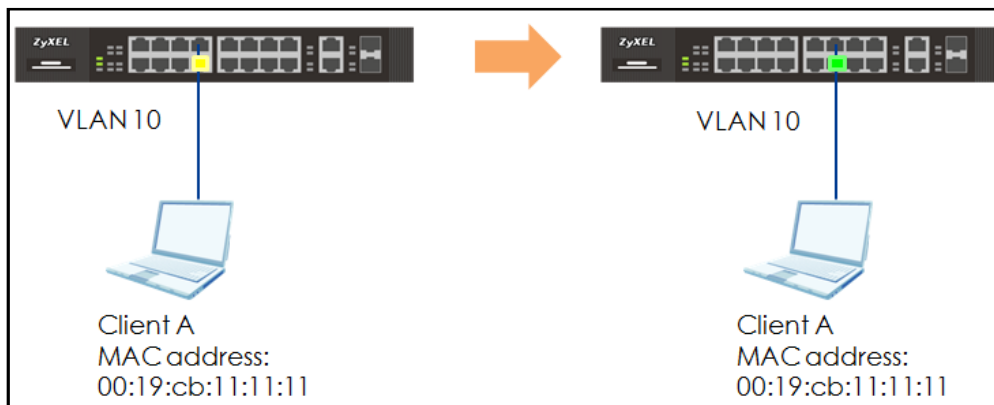 ZyXEL
ZyXEL
VLAN 10
VLAN 10
Client A
MAC address:
00:19:cb:11:11:11
Client A
MAC address:
00:19:cb:11:11:11